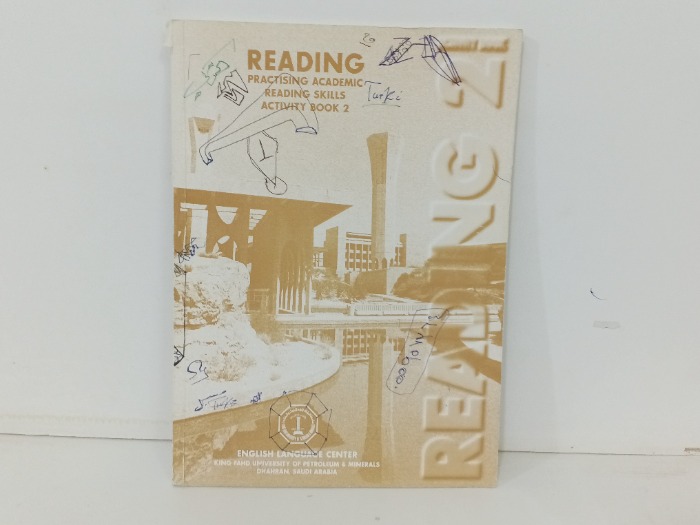 READING
PRACTISING ACADEMIC
READING SKILLS
ACTIVITY BOOK 2
Turki
READING 2
ENGLISH LANGUAGE CENTER
KING FAHD UNIVERSITY OF PETROLEUM & MINERALS
DHAHRAN, SAUDI ARABIA